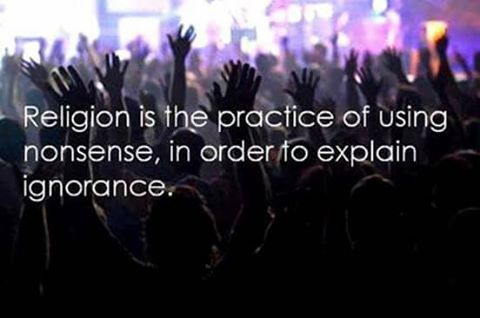 Religion is the practice of using
nonsense, in order to explain
ignorance.